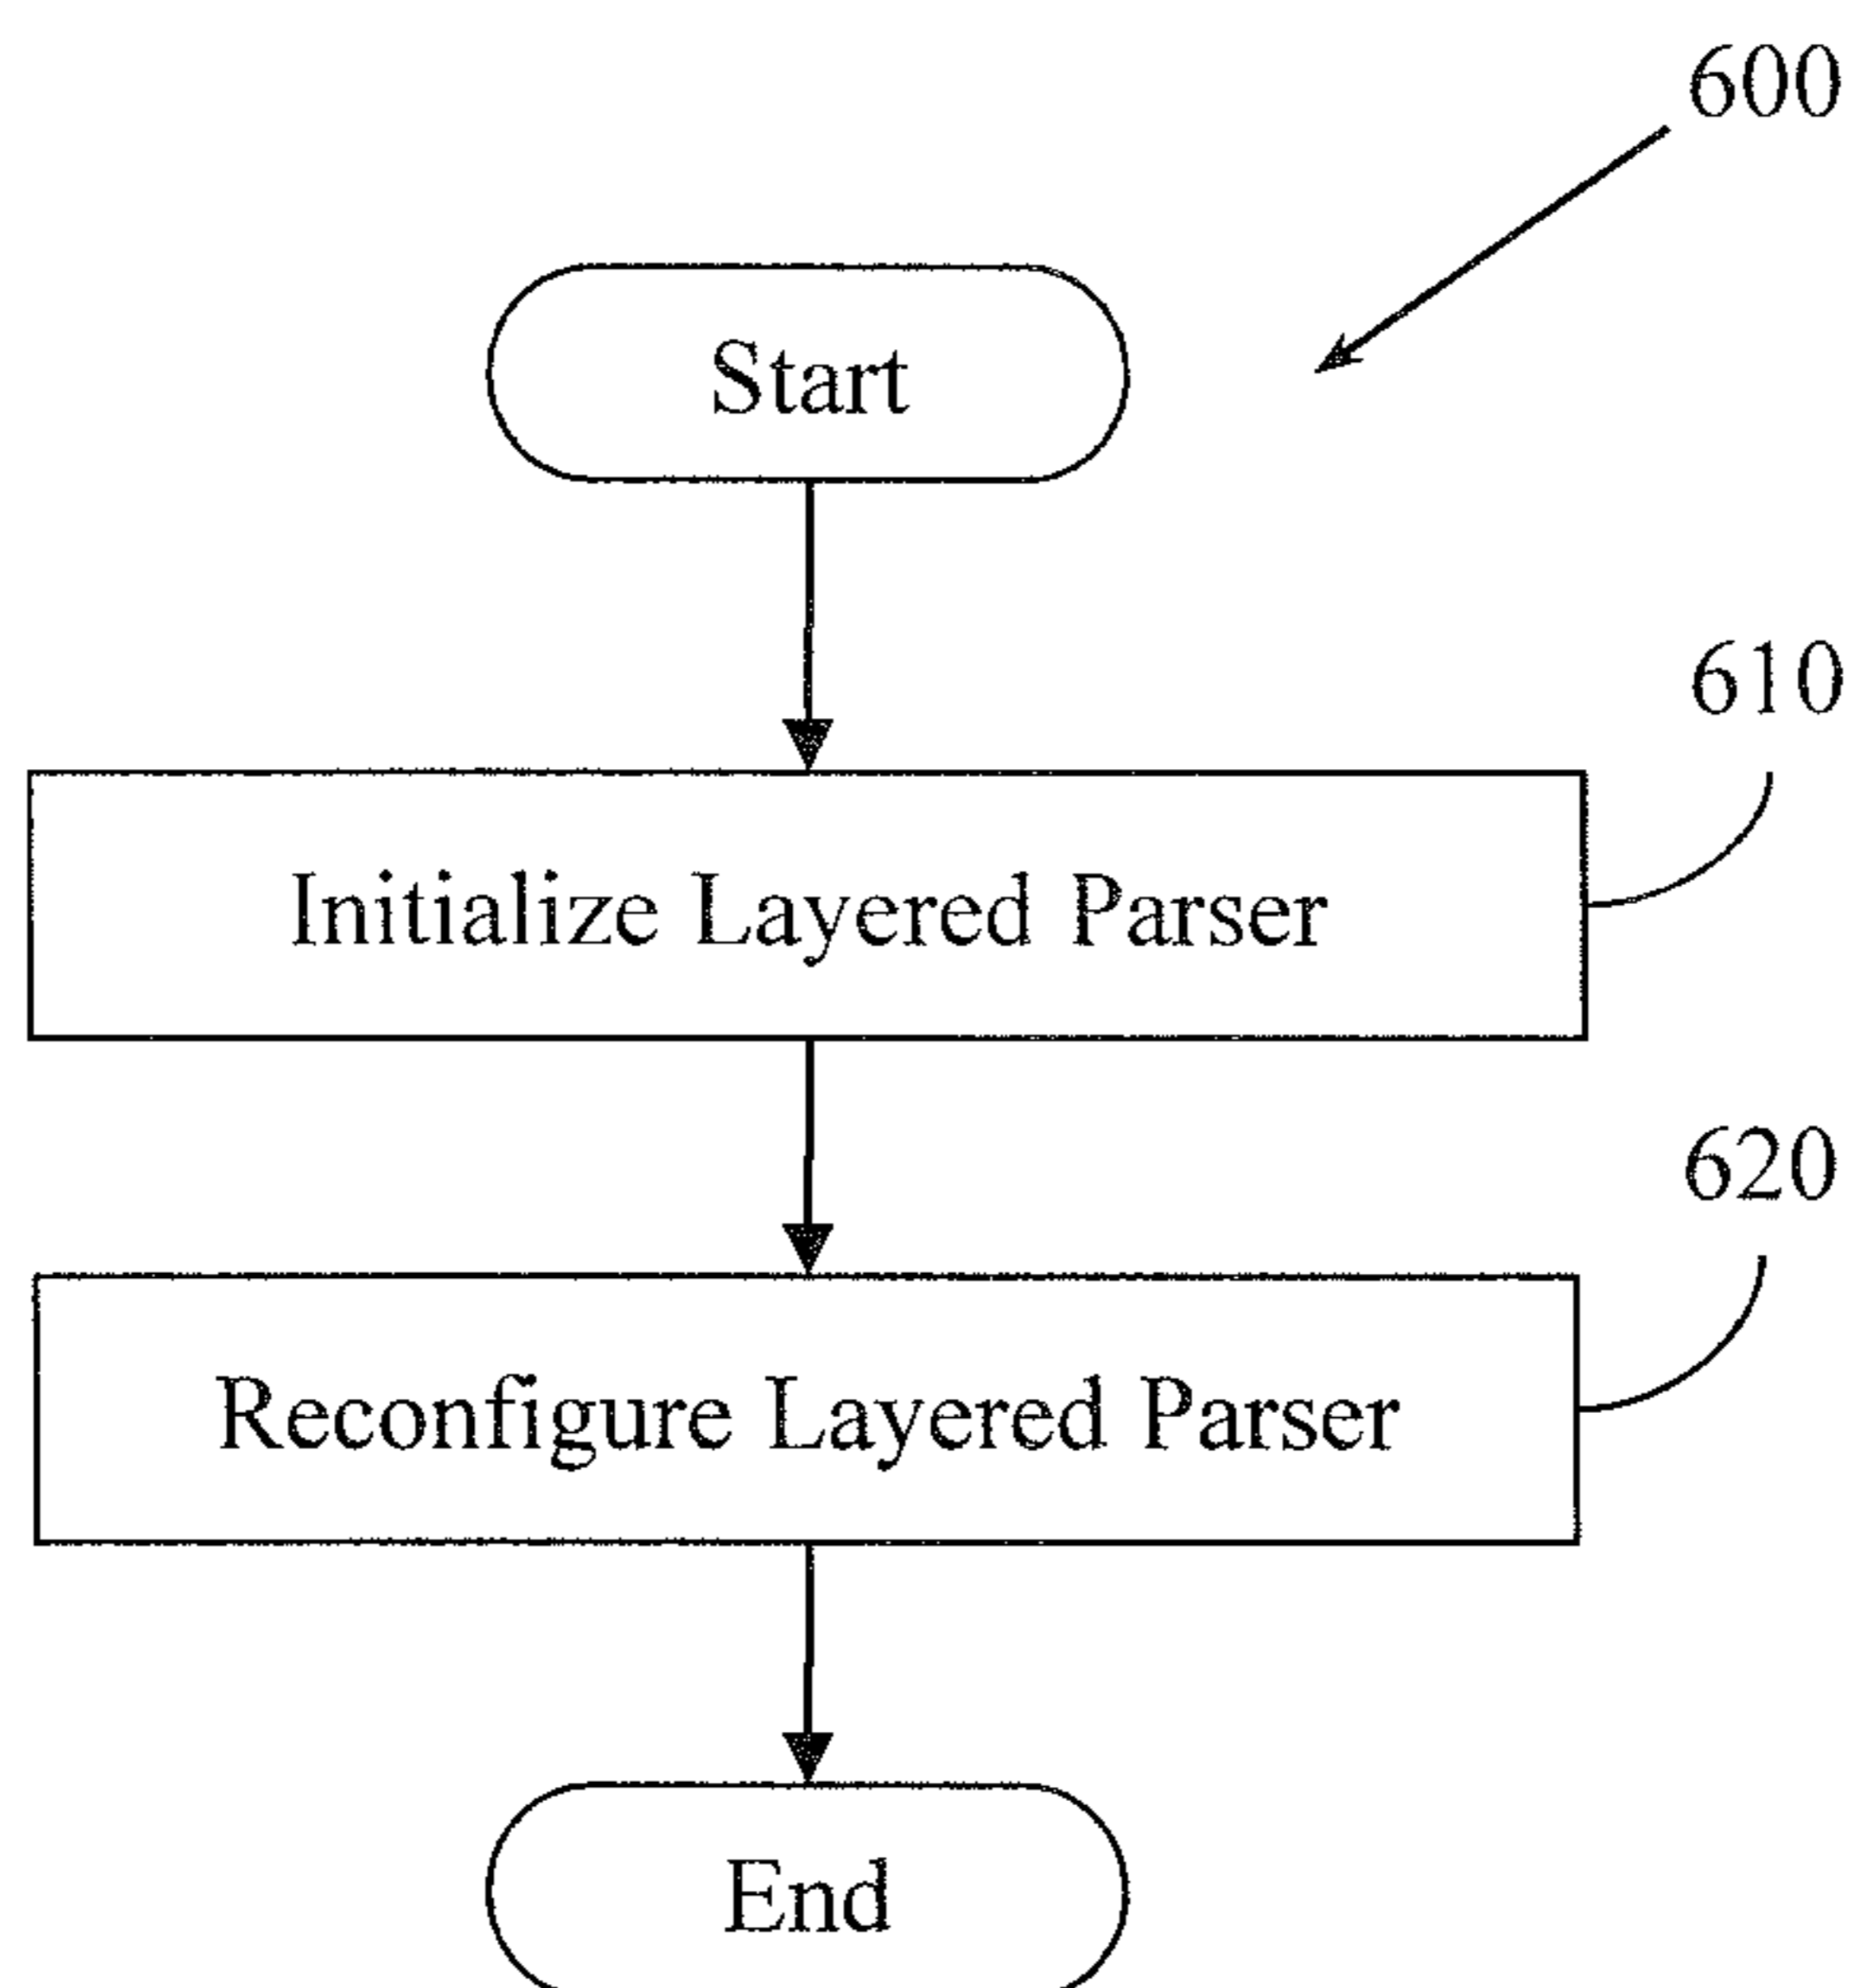 600
Start
610
Initialize Layered Parser
620
Reconfigure Layered Parser
End